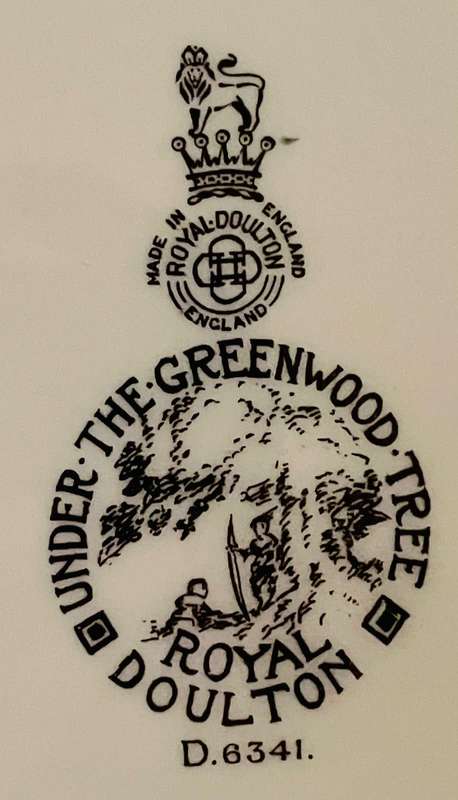 MADE IN ENGLAND
ROYAL·DOULTON
ENGLAND
UNDER·THE·GREENWOOD·TREE
ROYAL
DOULTON
D.6341.